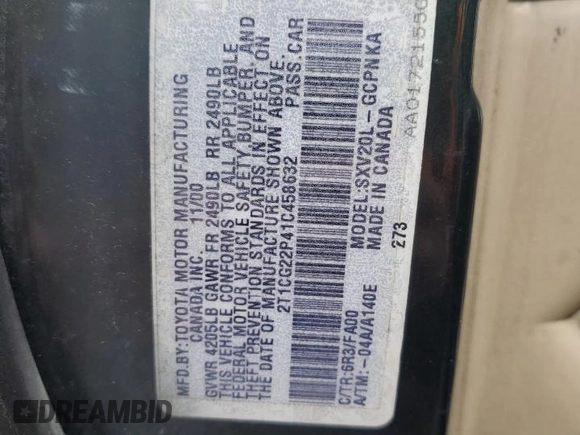 MFD.BY:TOYOTA MOTOR MANUFACTURING
CANADA INC. 11/00
GVWR 4205LB GAWR FR 2490LB RR 2490LB
THIS VEHICLE CONFORMS TO ALL APPLICABLE
FEDERAL MOTOR VEHICLE SAFETY,BUMPER, AND
THEFT PREVENTION STANDARDS IN EFFECT ON
THE DATE OF MANUFACTURE SHOWN ABOVE.
2T1CG22P41C458632 PASS.CAR
C/TR:6R3/FA00 MODEL:SXV20L-GCPNKA
A/TM:-04A/A140E MADE IN CANADA
273
AA01721550
DREAMBID